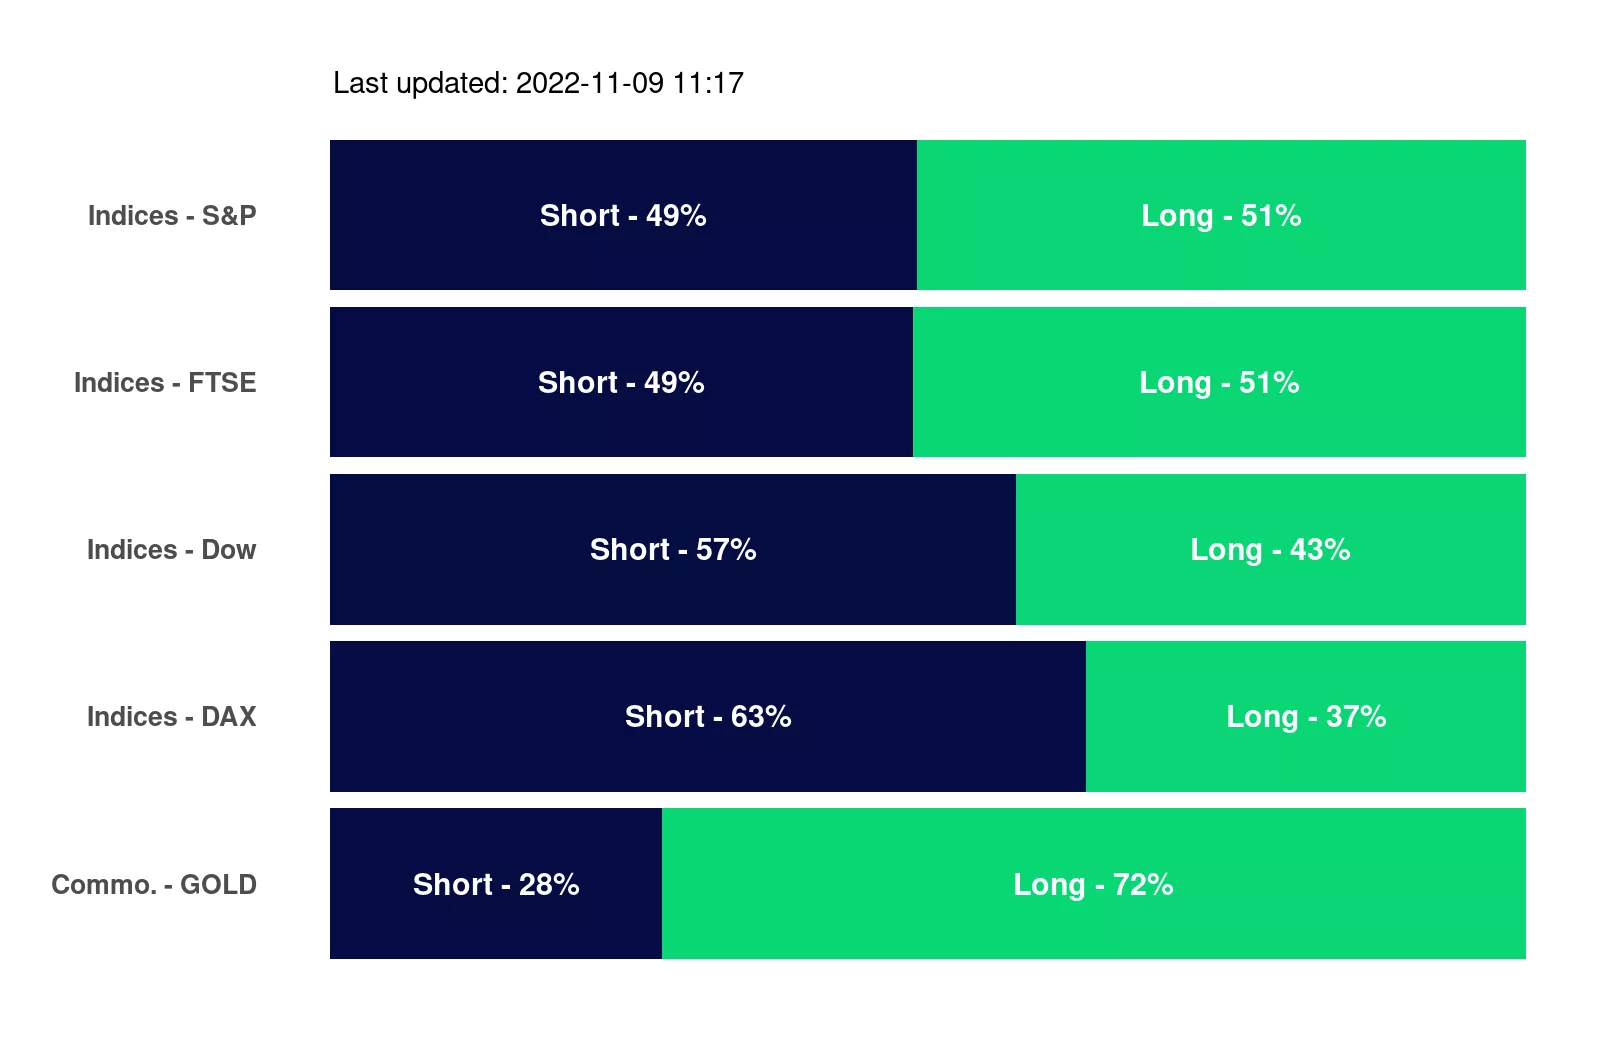 Last updated: 2022-11-09 11:17
Indices - S&P Short - 49% Long - 51%
Indices - FTSE Short - 49% Long - 51%
Indices - Dow Short - 57% Long - 43%
Indices - DAX Short - 63% Long - 37%
Commo. - GOLD Short - 28% Long - 72%